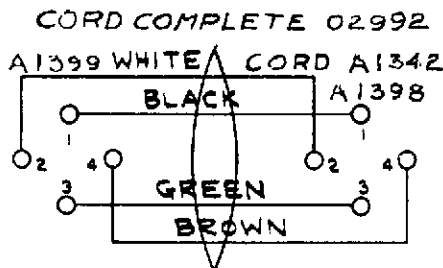 CORD COMPLETE 02992
A1399 WHITE CORD A1342
BLACK A1398
1 1
2 4 2 4
3 GREEN 3
BROWN